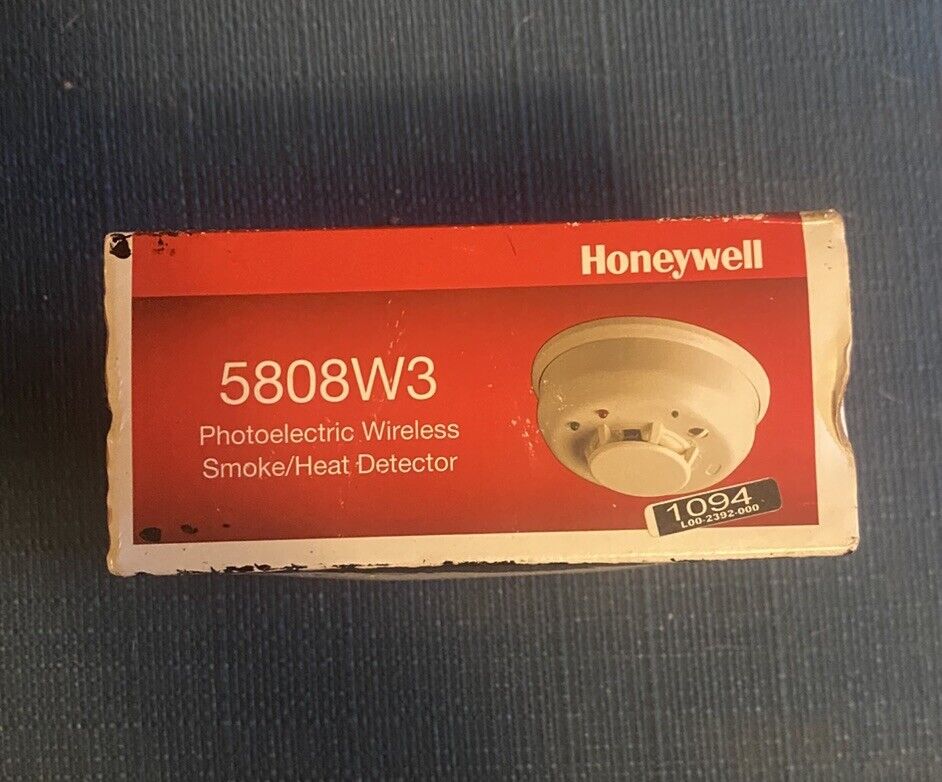 Honeywell
5808W3
Photoelectric Wireless
Smoke/Heat Detector
1094
L00-2392-000